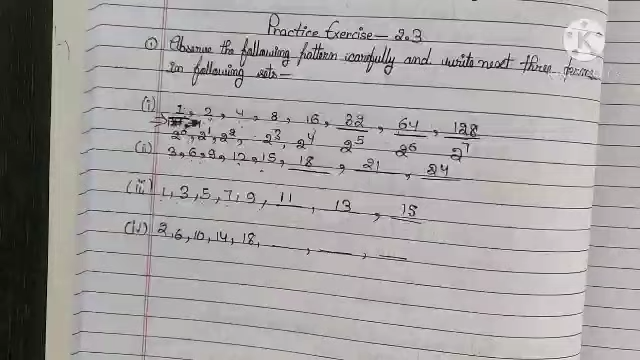 Practice Exercise - 2.3
① Observe the following pattern carefully and write next three terms
in following sets-
(i) 1, 2, 4, 8, 16, 32, 64, 128
2⁰, 2¹, 2², 2³, 2⁴ 2⁵ 2⁶ 2⁷
(ii) 3, 6, 9, 12, 15, 18, 21, 24
(iii) 1, 3, 5, 7, 9, 11, 13, 15
(iv) 2, 6, 10, 14, 18, __, __, __
K